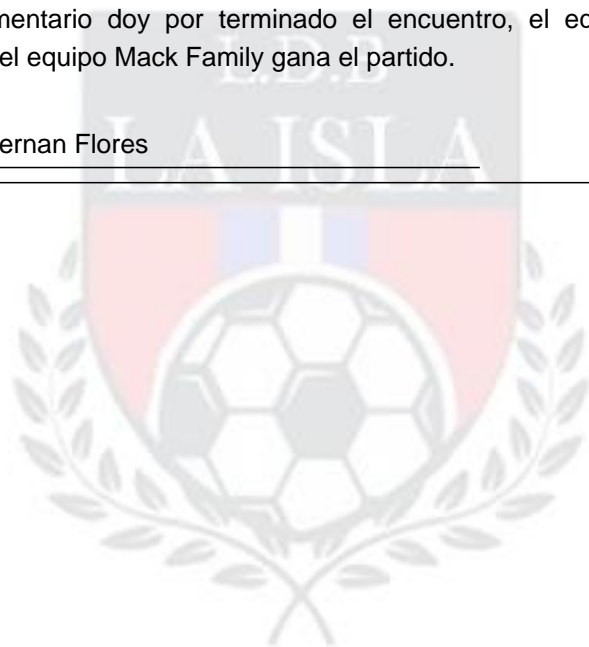 mentario doy por terminado el encuentro, el ec
el equipo Mack Family gana el partido.
L.D.B
ernan Flores
LA ISLA